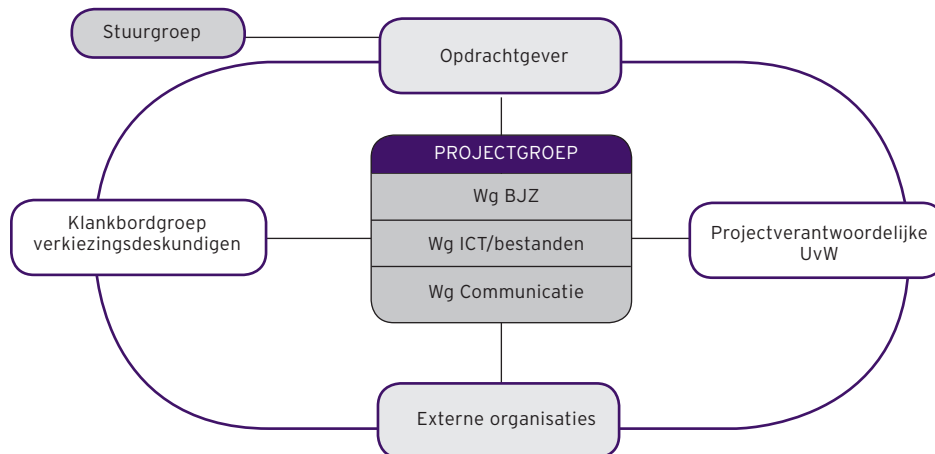 Stuurgroep
Opdrachtgever
PROJECTGROEP
Wg BJZ
Klankbordgroep
verkiezingsdeskundigen
Wg ICT/bestanden
Projectverantwoordelijke
UvW
Wg Communicatie
Externe organisaties